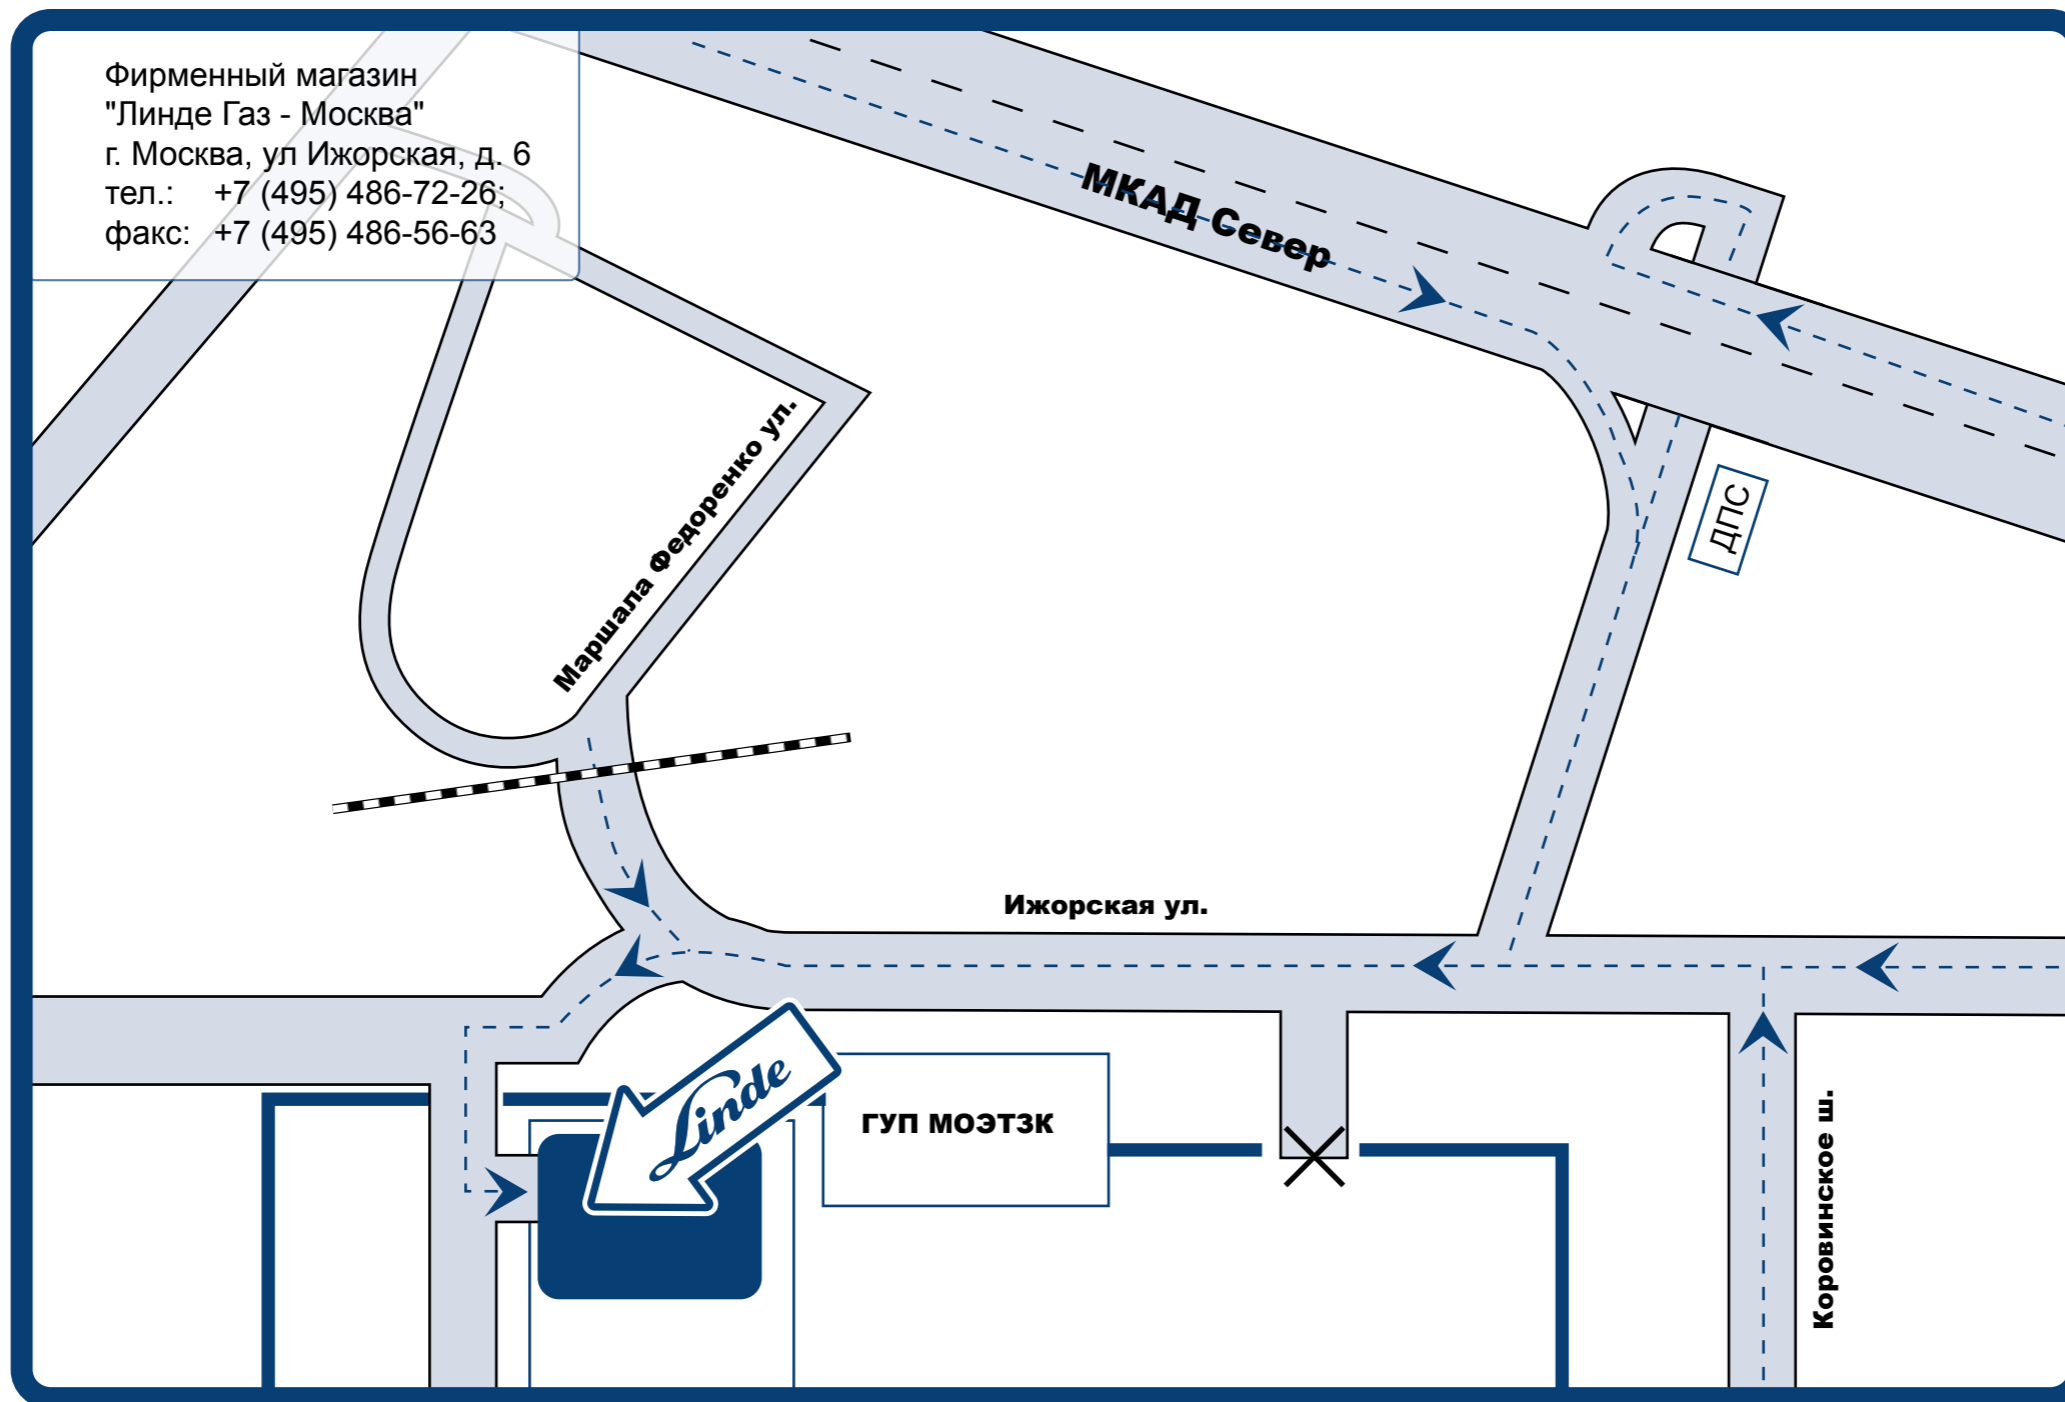 Фирменный магазин
"Линде Газ - Москва"
г. Москва, ул Ижорская, д. 6
тел.: +7 (495) 486-72-26;
факс: +7 (495) 486-56-63
МКАД Север
ДПС
Маршала Федоренко ул.
Ижорская ул.
Linde
ГУП МОЭТЗК
Коровинское ш.